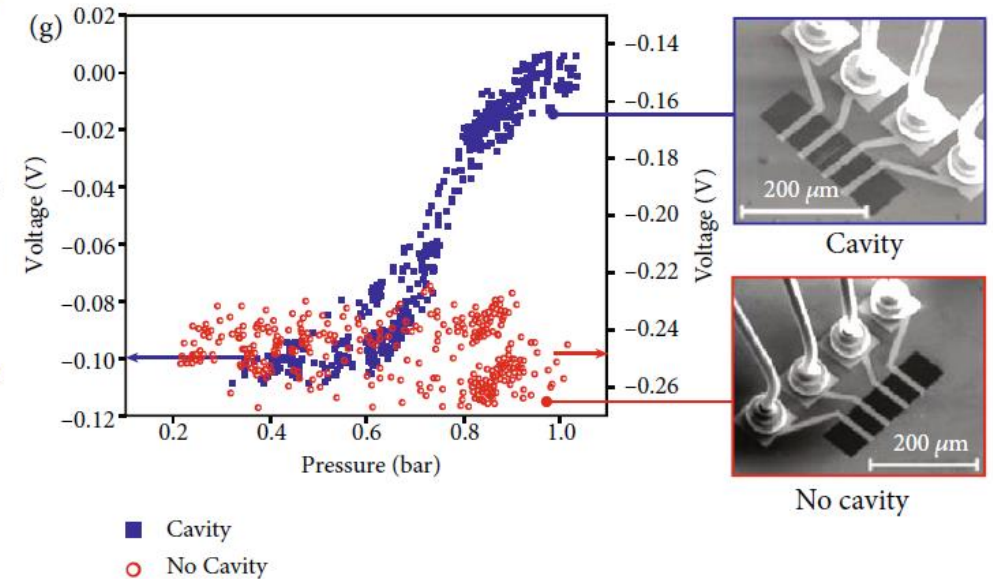 (g)
0.02
0.00
−0.02
−0.04
−0.06
−0.08
−0.10
−0.12
Voltage (V)
0.2
0.4
0.6
0.8
1.0
Pressure (bar)
−0.14
−0.16
−0.18
−0.20
−0.22
−0.24
−0.26
Voltage (V)
200 μm
Cavity
200 μm
No cavity
Cavity
No Cavity